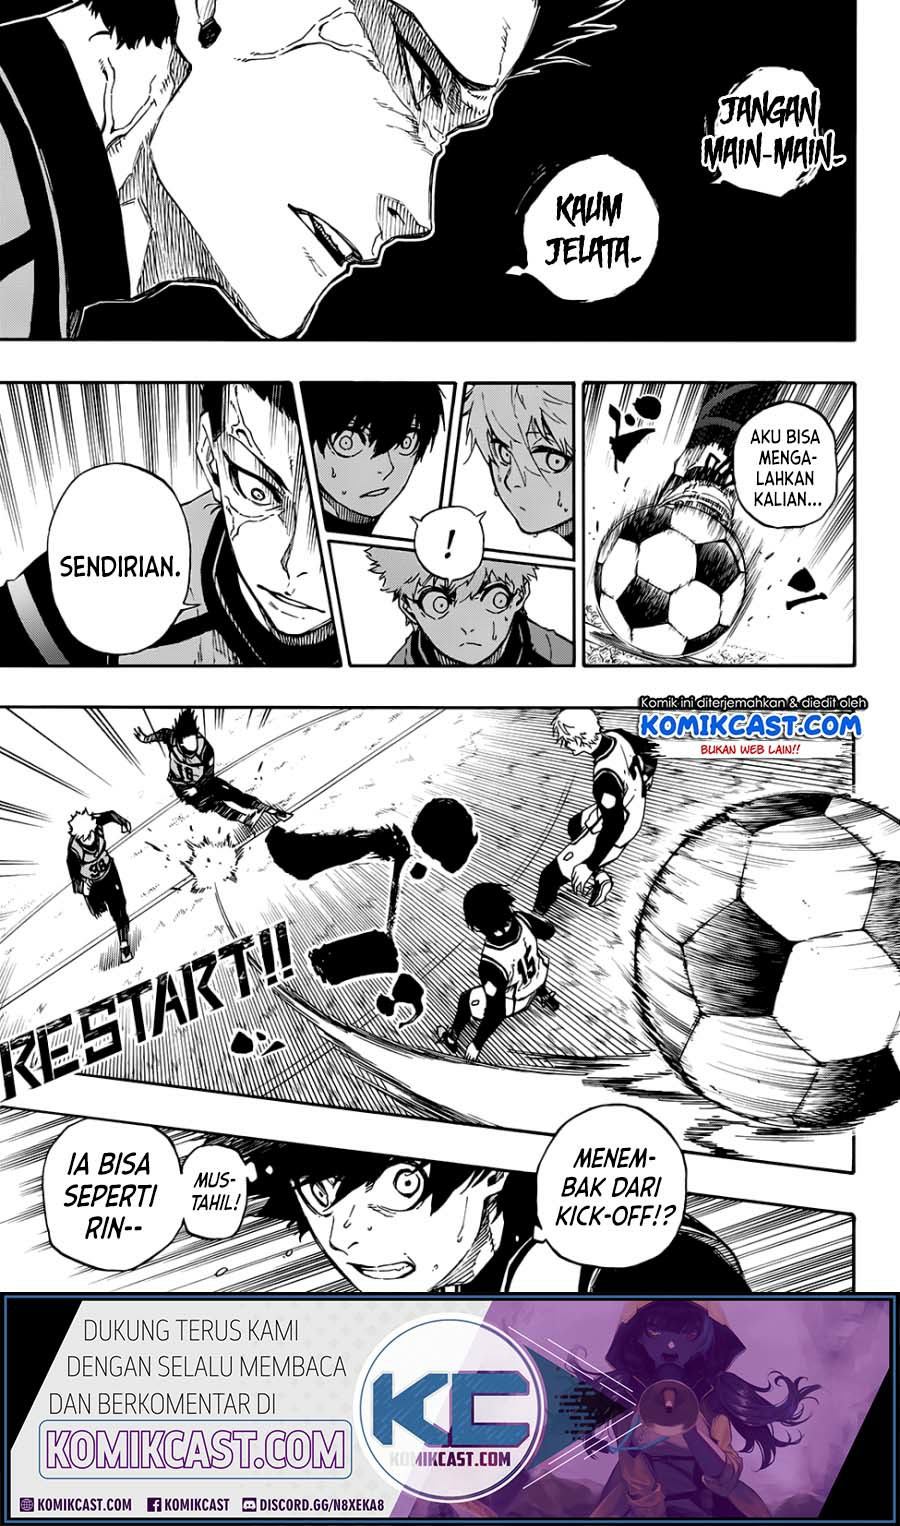 JANGAN
MAIN-MAIN..
KAUM
JELATA..
AKU BISA
MENGA-
LAHKAN
KALIAN...
!
SENDIRIAN.
Komik ini diterjemahkan & diedit oleh
KOMIKCAST.COM
BUKAN WEB LAIN!!
16
15
RESTART!!
MENEM-
BAK DARI
KICK-OFF!?
MUS-
TAHIL!
IA BISA
SEPERTI
RIN--
DUKUNG TERUS KAMI
DENGAN SELALU MEMBACA
DAN BERKOMENTAR DI
KOMIKCAST.COM
KC
KOMIKCAST.COM
KOMIKCAST.COM
KOMIKCAST
DISCORD.GG/N8XEKA8